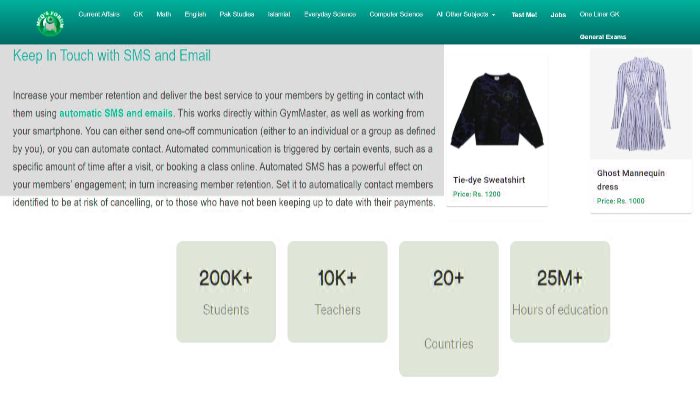 Current Affairs GK Math English Pak Studies Islamiat Everyday Science Computer Science All Other Subjects Test Me! Jobs One Liner GK
General Exams
Keep In Touch with SMS and Email
Increase your member retention and deliver the best service to your members by getting in contact with
them using automatic SMS and emails. This works directly within GymMaster, as well as working from
your smartphone. You can either send one-off communication (either to an individual or a group as defined
by you), or you can automate contact. Automated communication is triggered by certain events, such as a
specific amount of time after a visit, or booking a class online. Automated SMS has a powerful effect on
your members' engagement; in turn increasing member retention. Set it to automatically contact members
identified to be at risk of cancelling, or to those who have not been keeping up to date with their payments.
Tie-dye Sweatshirt
Price: Rs. 1200
Ghost Mannequin
dress
Price: Rs. 1000
200K+
Students
10K+
Teachers
20+
Countries
25M+
Hours of education